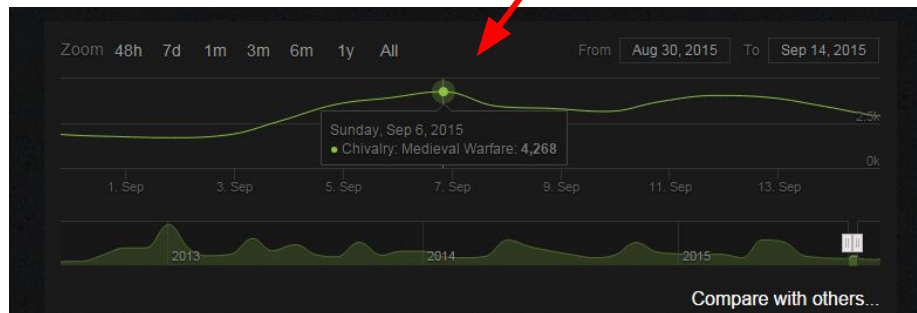 Zoom 48h 7d 1m 3m 6m 1y All From Aug 30, 2015 To Sep 14, 2015
2,5k
Sunday, Sep 6, 2015
● Chivalry: Medieval Warfare: 4,268
0k
1. Sep 3. Sep 5. Sep 7. Sep 9. Sep 11. Sep 13. Sep
2013 2014 2015
Compare with others...